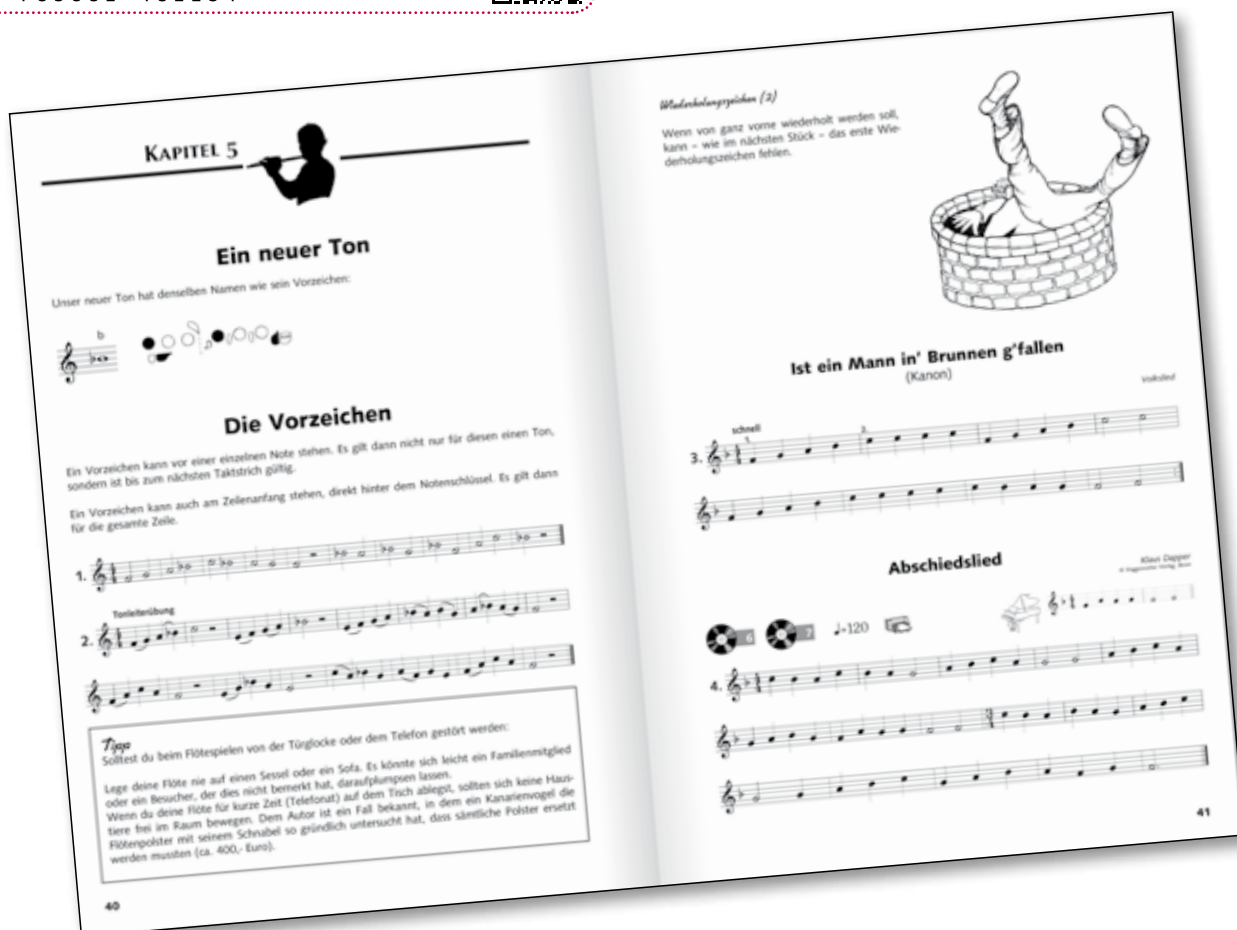 KAPITEL 5
Ein neuer Ton
Unser neuer Ton hat denselben Namen wie sein Vorzeichen:
b
Die Vorzeichen
Ein Vorzeichen kann vor einer einzelnen Note stehen. Es gilt dann nicht nur für diesen einen Ton,
sondern ist bis zum nächsten Taktstrich gültig.
Ein Vorzeichen kann auch am Zeilenanfang stehen, direkt hinter dem Notenschlüssel. Es gilt dann
für die gesamte Zeile.
1.
Tonleiterübung
2.
Tipp
Solltest du beim Flötespielen von der Türglocke oder dem Telefon gestört werden:
Lege deine Flöte nie auf einen Sessel oder ein Sofa. Es könnte sich leicht ein Familienmitglied
oder ein Besucher, der dies nicht bemerkt hat, daraufplumpsen lassen.
Wenn du deine Flöte für kurze Zeit (Telefonat) auf dem Tisch ablegst, sollten sich keine Haus-
tiere frei im Raum bewegen. Dem Autor ist ein Fall bekannt, in dem ein Kanarienvogel die
Flötenpolster mit seinem Schnabel so gründlich untersucht hat, dass sämtliche Polster ersetzt
werden mussten (ca. 400,- Euro).
40
Wiederholungszeichen (2)
Wenn von ganz vorne wiederholt werden soll,
kann – wie im nächsten Stück – das erste Wie-
derholungszeichen fehlen.
Ist ein Mann in' Brunnen g'fallen
(Kanon)
Volkslied
schnell
1.
2.
3.
Abschiedslied
Klaus Dapper
6
7
♩=120
4.
41